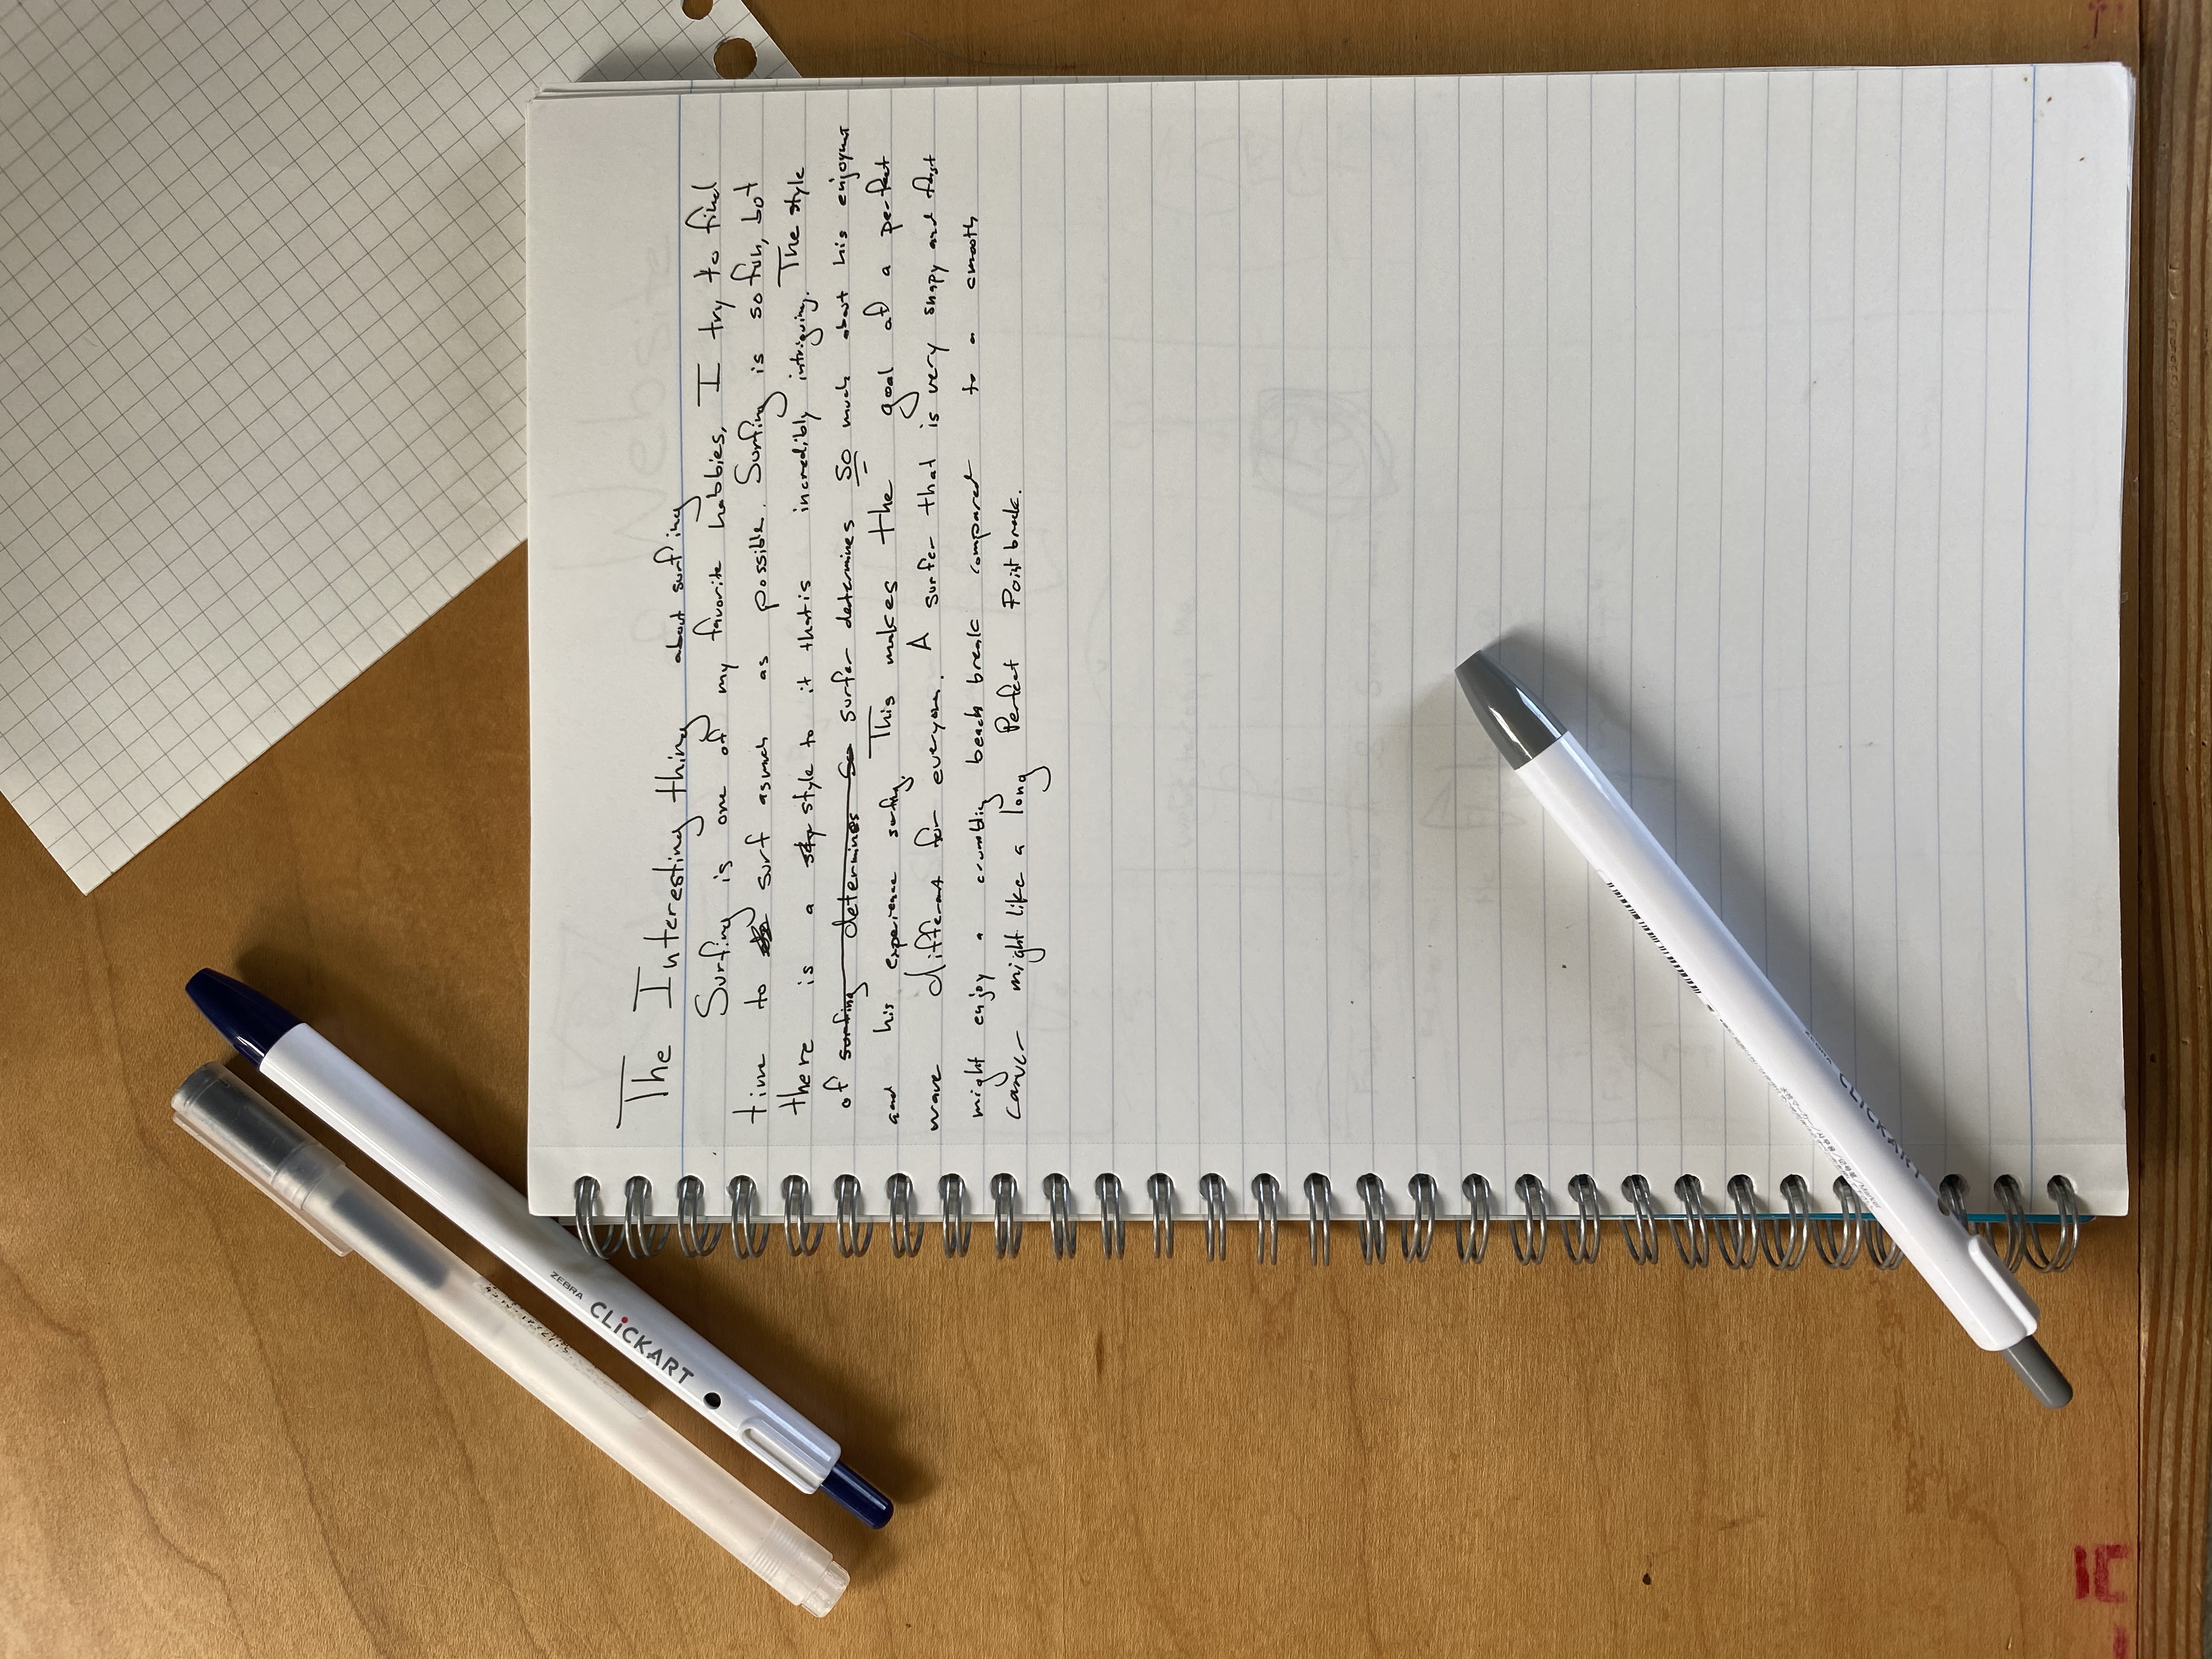 ZEBRA CLiCKART
The Interesting thing about surfing
Surfing is one of my favorite hobbies. I try to find
time to surf asmuch as possible. Surfing is so fun, but
there is a sty style to it that is incredibly intriguing. The style
of surfing determines so surfer determines so much about his enjoyment
and his experience surfing. This makes the goal of a perfect
wave different for everyone. A surfer that is very snapy and fast
might enjoy a crumbling beach break compared to a smooth
carver might like a long Perfect Point break.
CLiCKART